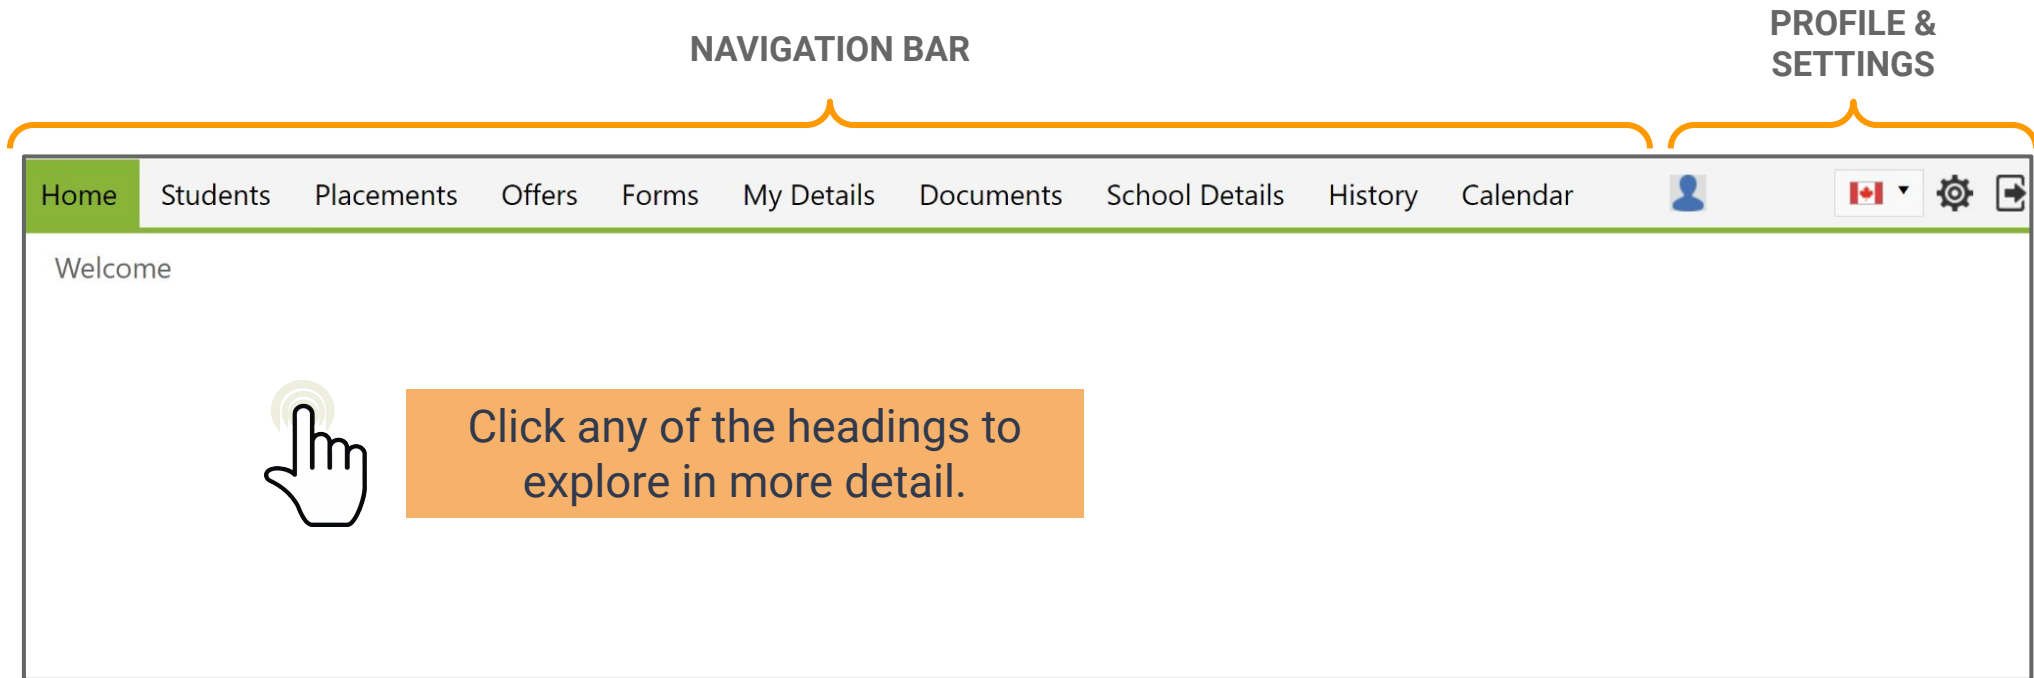 NAVIGATION BAR
PROFILE &
SETTINGS
Home Students Placements Offers Forms My Details Documents School Details History Calendar
Welcome
Click any of the headings to
explore in more detail.